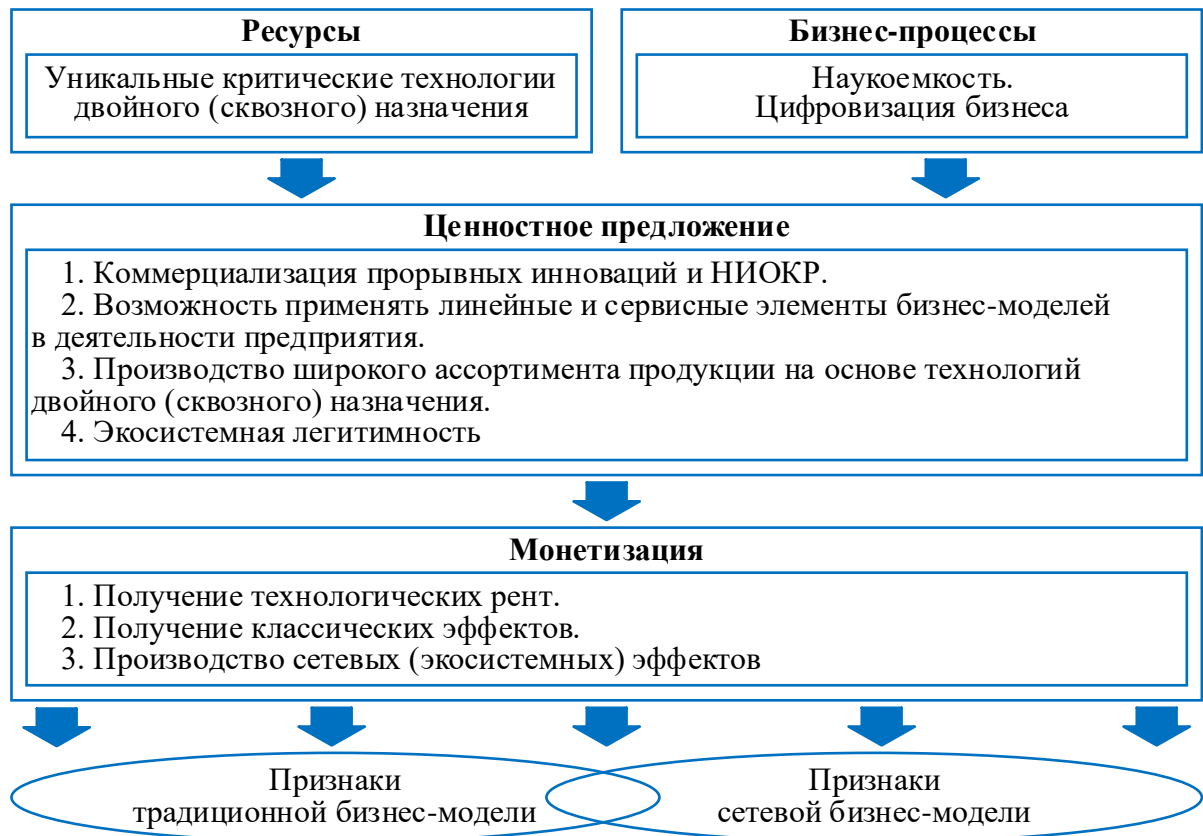 Ресурсы
Уникальные критические технологии
двойного (сквозного) назначения
Бизнес-процессы
Наукоемкость.
Цифровизация бизнеса
Ценностное предложение
1. Коммерциализация прорывных инноваций и НИОКР.
2. Возможность применять линейные и сервисные элементы бизнес-моделей
в деятельности предприятия.
3. Производство широкого ассортимента продукции на основе технологий
двойного (сквозного) назначения.
4. Экосистемная легитимность
Монетизация
1. Получение технологических рент.
2. Получение классических эффектов.
3. Производство сетевых (экосистемных) эффектов
Признаки
традиционной бизнес-модели
Признаки
сетевой бизнес-модели